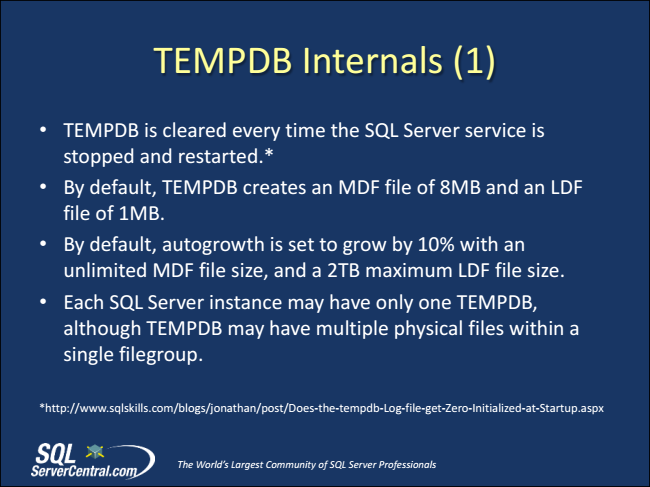 TEMPDB Internals (1)
• TEMPDB is cleared every time the SQL Server service is
stopped and restarted.*
• By default, TEMPDB creates an MDF file of 8MB and an LDF
file of 1MB.
• By default, autogrowth is set to grow by 10% with an
unlimited MDF file size, and a 2TB maximum LDF file size.
• Each SQL Server instance may have only one TEMPDB,
although TEMPDB may have multiple physical files within a
single filegroup.
*http://www.sqlskills.com/blogs/jonathan/post/Does-the-tempdb-Log-file-get-Zero-Initialized-at-Startup.aspx
SQL
ServerCentral.com
The World's Largest Community of SQL Server Professionals